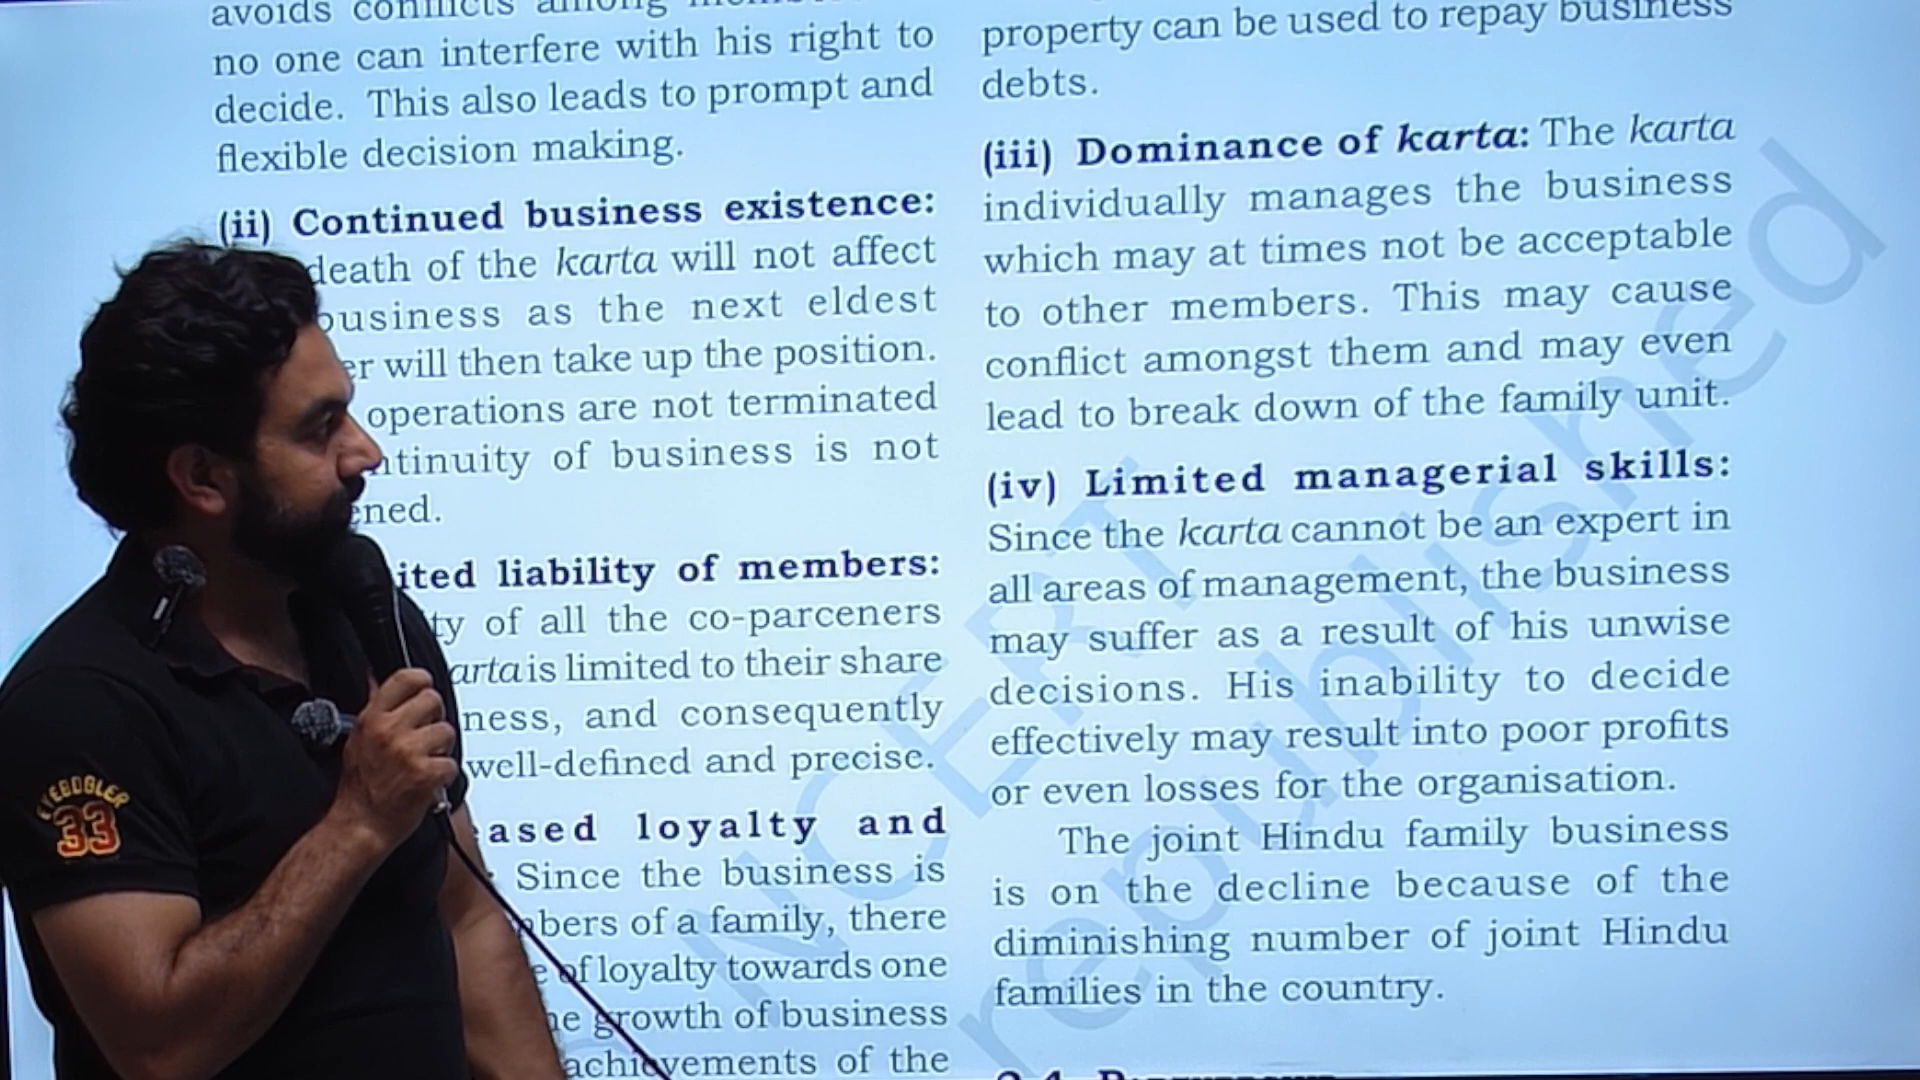 avoids conflicts among
no one can interfere with his right to
decide. This also leads to prompt and
flexible decision making.
(ii) Continued business existence:
death of the karta will not affect
business as the next eldest
er will then take up the position.
operations are not terminated
ntinuity of business is not
ened.
ited liability of members:
ty of all the co-parceners
arta is limited to their share
ness, and consequently
well-defined and precise.
ased loyalty and
Since the business is
bers of a family, there
e of loyalty towards one
he growth of business
achievements of the
property can be used to repay business
debts.
(iii) Dominance of karta: The karta
individually manages the business
which may at times not be acceptable
to other members. This may cause
conflict amongst them and may even
lead to break down of the family unit.
(iv) Limited managerial skills:
Since the karta cannot be an expert in
all areas of management, the business
may suffer as a result of his unwise
decisions. His inability to decide
effectively may result into poor profits
or even losses for the organisation.
The joint Hindu family business
is on the decline because of the
diminishing number of joint Hindu
families in the country.
NCERT
republished
33